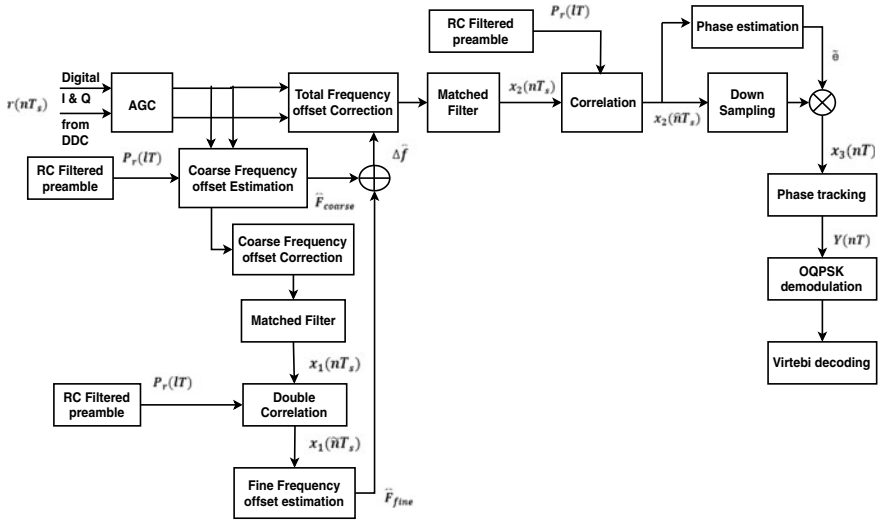 RC Filtered
preamble
P_r(lT)
Phase estimation
Digital
I & Q
from
DDC
r(nT_s)
AGC
Total Frequency
offset Correction
Matched
Filter
x_2(nT_s)
Correlation
x_2(n̂T_s)
Down
Sampling
x_3(nT)
RC Filtered
preamble
P_r(lT)
Coarse Frequency
offset Estimation
F̂_coarse
Δf̂
Phase tracking
Y(nT)
Coarse Frequency
offset Correction
OQPSK
demodulation
Matched Filter
x_1(nT_s)
Virtebi decoding
RC Filtered
preamble
P_r(lT)
Double
Correlation
x_1(n̂T_s)
Fine Frequency
offset estimation
F̂_fine